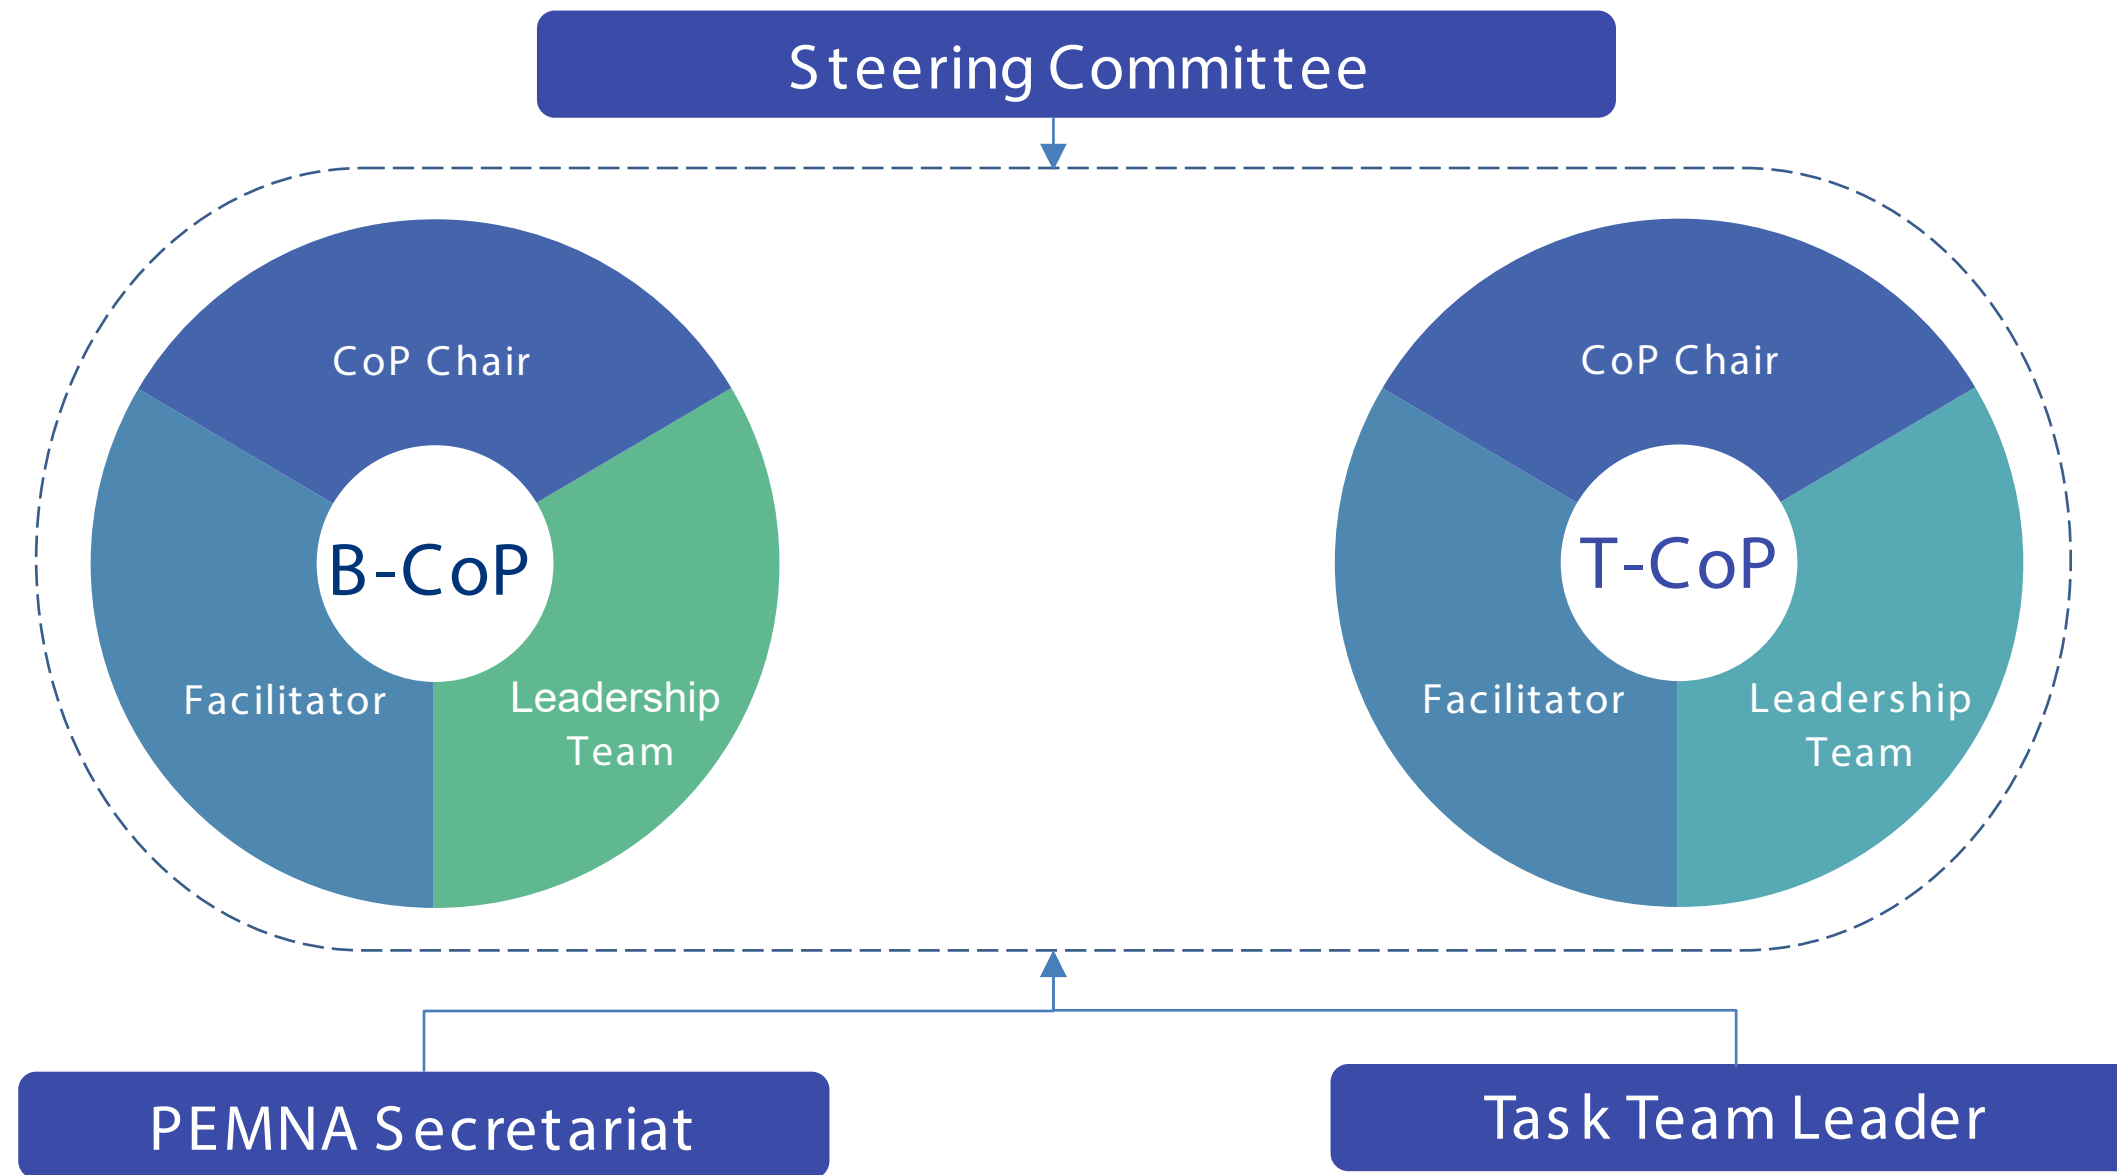 Steering Committee
CoP Chair
B-CoP
Facilitator
Leadership
Team
CoP Chair
T-CoP
Facilitator
Leadership
Team
PEMNA Secretariat
Task Team Leader